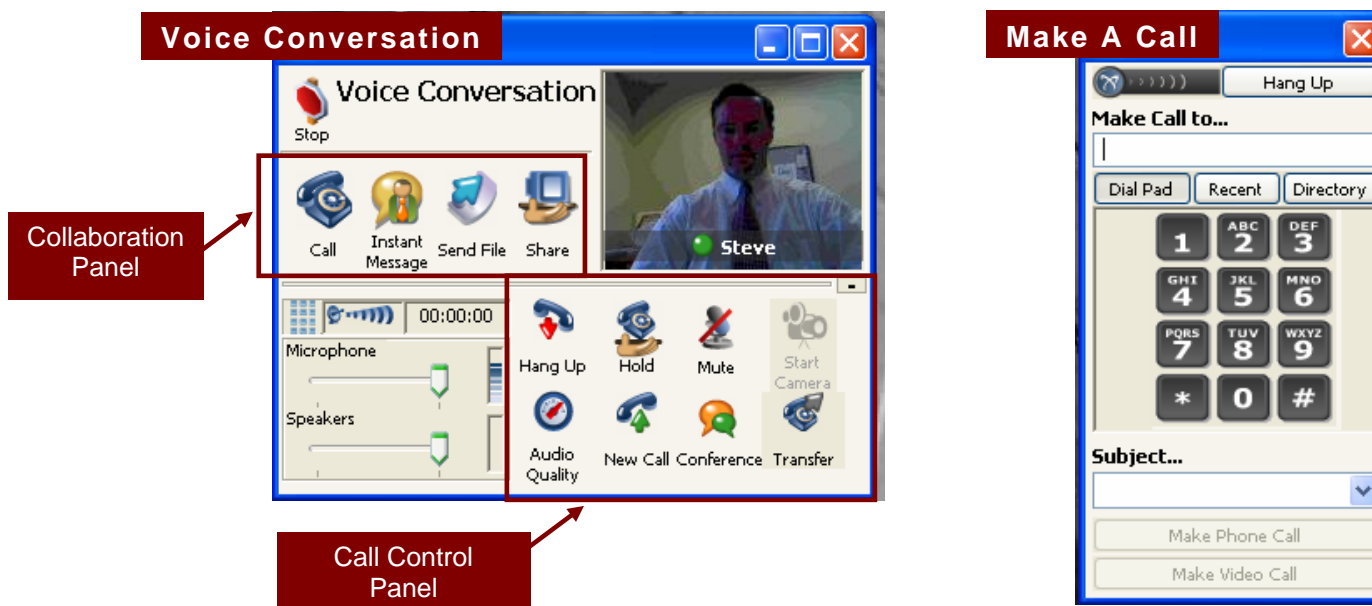 Voice Conversation
Voice Conversation
Stop
Call
Instant
Message
Send File
Share
Steve
Collaboration
Panel
00:00:00
Microphone
Speakers
Hang Up
Hold
Mute
Start
Camera
Audio
Quality
New Call
Conference
Transfer
Call Control
Panel
Make A Call
Hang Up
Make Call to...
Dial Pad
Recent
Directory
1
ABC
2
DEF
3
GHI
4
JKL
5
MNO
6
PQRS
7
TUV
8
WXYZ
9
*
0
#
Subject...
Make Phone Call
Make Video Call